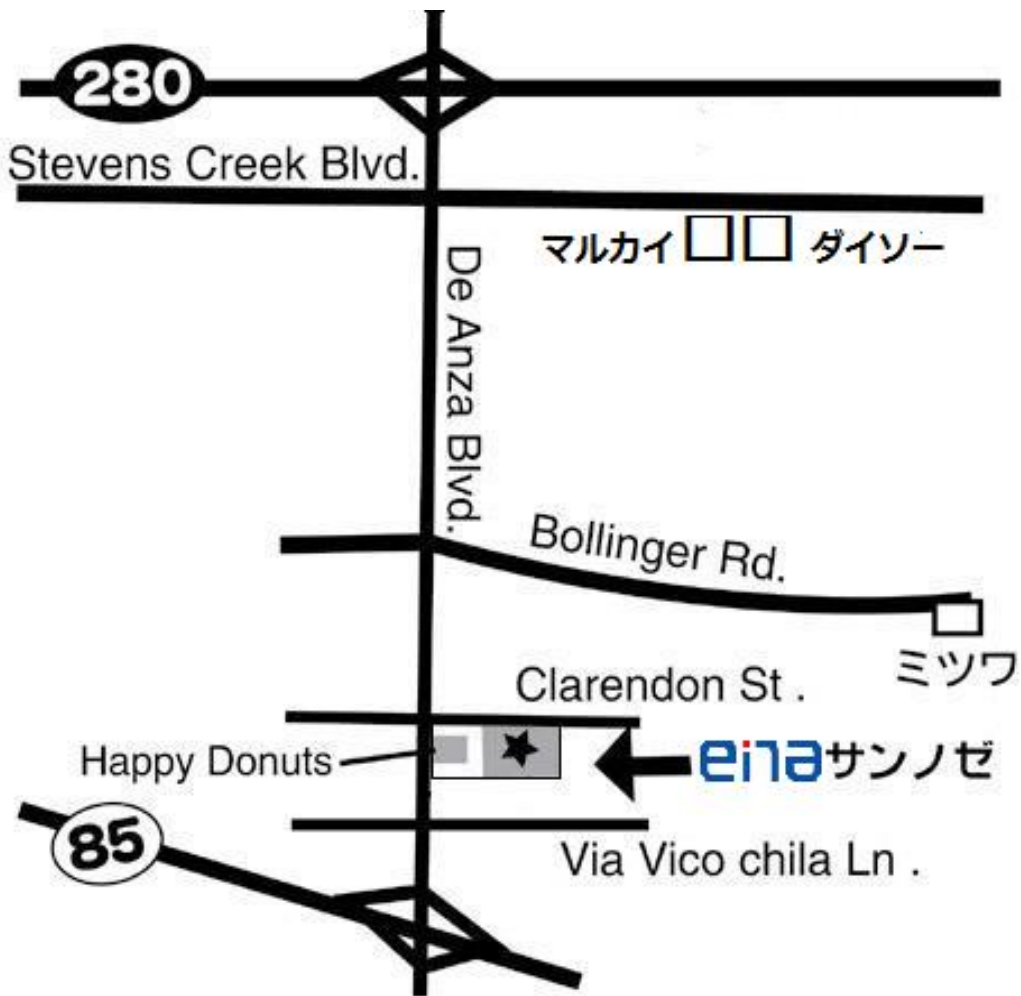 280
Stevens Creek Blvd.
マルカイ ダイソー
De Anza Blvd.
Bollinger Rd.
ミツワ
Clarendon St .
Happy Donuts
enaサンノゼ
85
Via Vico chila Ln .